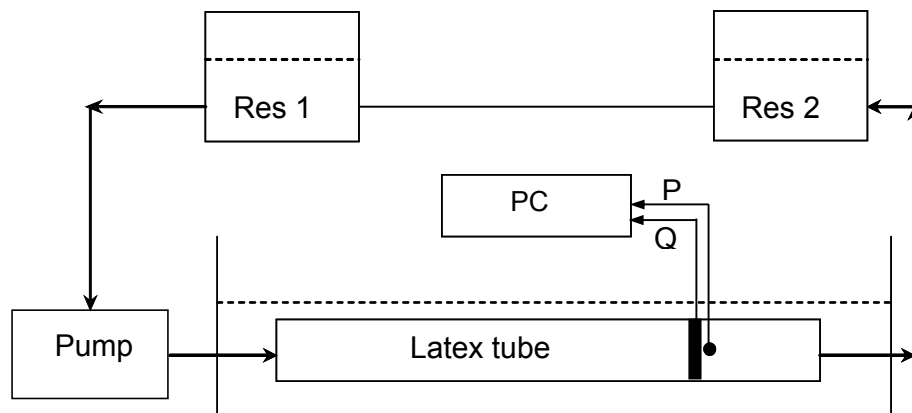 Res 1
Res 2
PC
P
Q
Pump
Latex tube